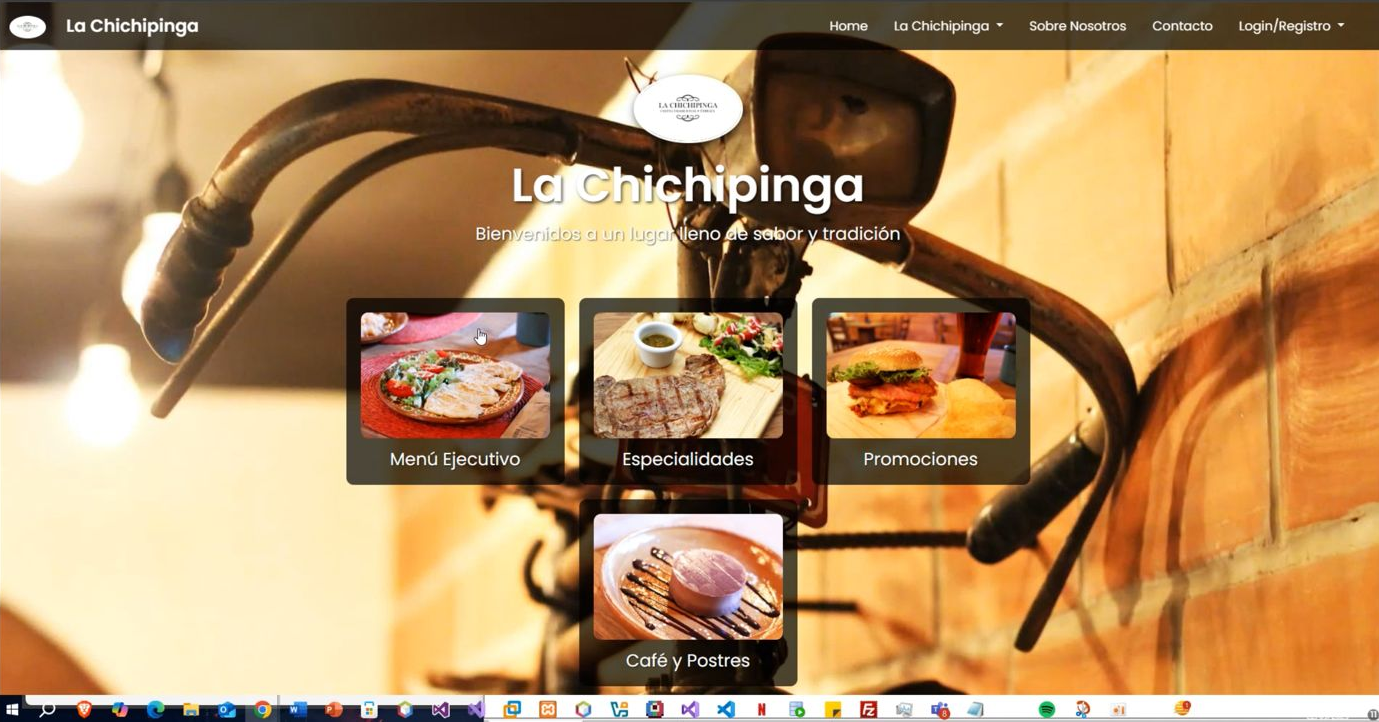 La Chichipinga
Home
La Chichipinga
Sobre Nosotros
Contacto
Login/Registro
LA CHICHIPINGA
La Chichipinga
Bienvenidos a un lugar lleno de sabor y tradición
Menú Ejecutivo
Especialidades
Promociones
Café y Postres